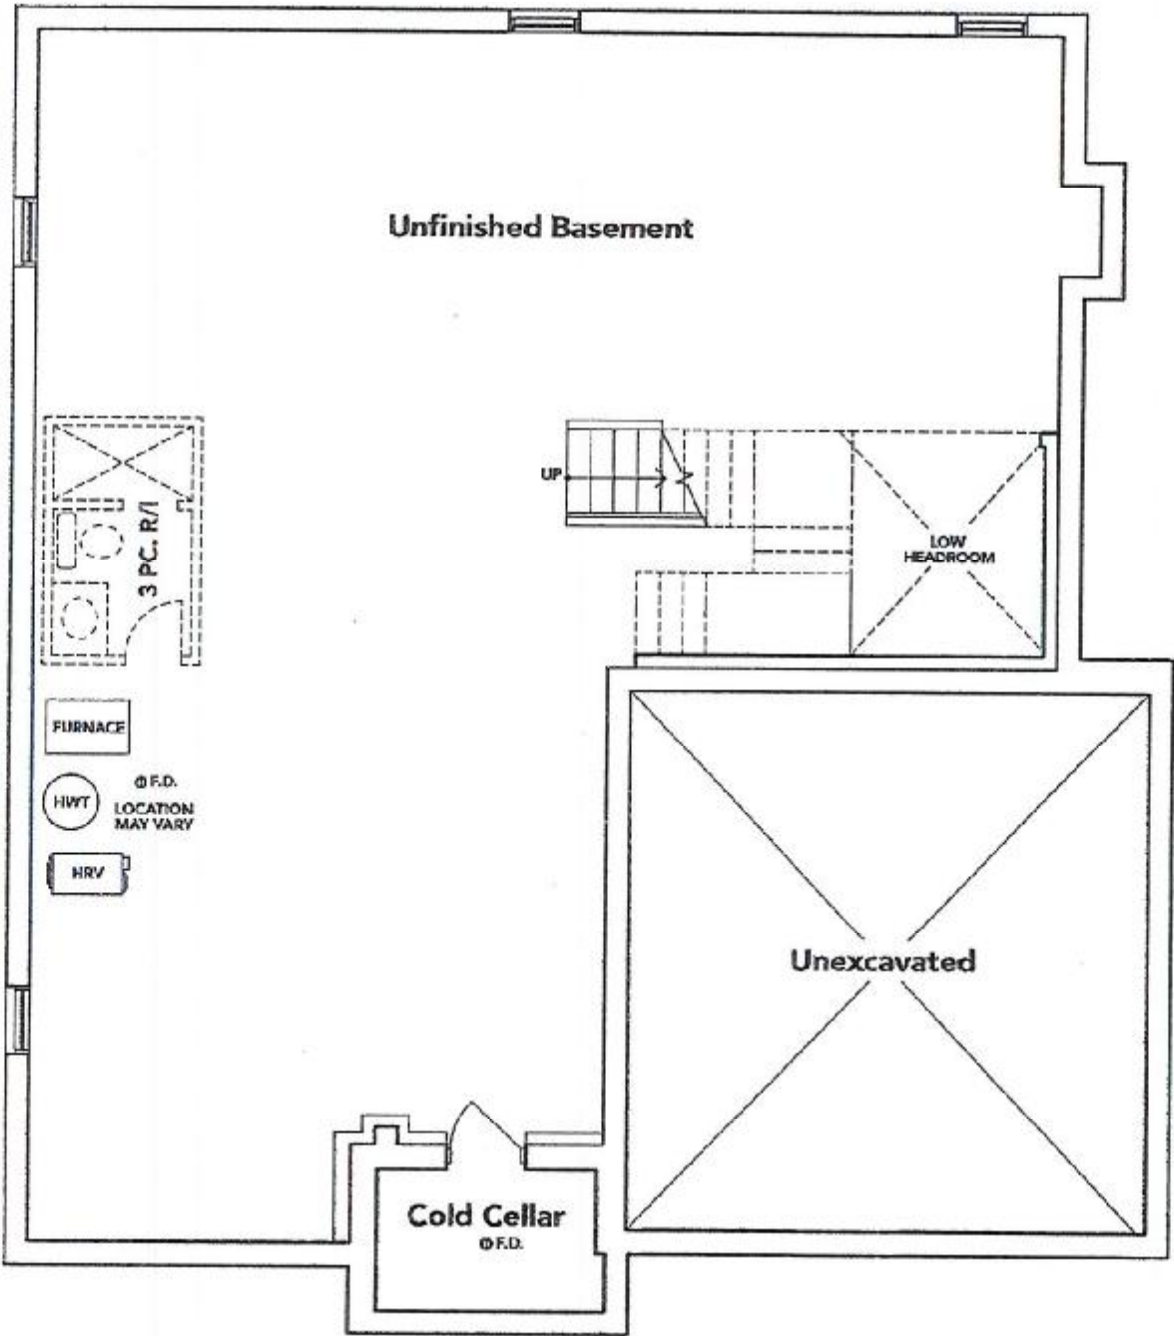 Unfinished Basement
UP
LOW
HEADROOM
3 PC. R/I
FURNACE
HWT
F.D.
LOCATION
MAY VARY
HRV
Unexcavated
Cold Cellar
F.D.